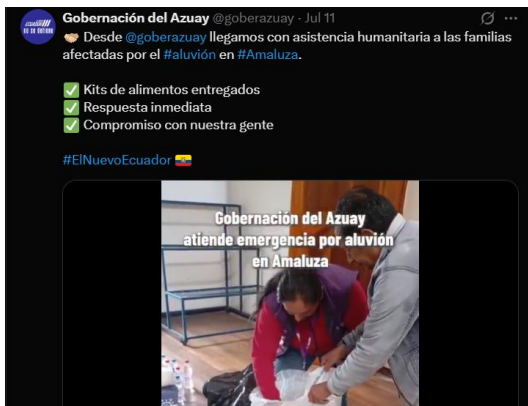 Gobernación del Azuay @goberazuay · Jul 11
🤝 Desde @goberazuay llegamos con asistencia humanitaria a las familias
afectadas por el #aluvión en #Amaluza.
✅ Kits de alimentos entregados
✅ Respuesta inmediata
✅ Compromiso con nuestra gente
#ElNuevoEcuador 🇪🇨
Gobernación del Azuay
atiende emergencia por aluvión
en Amaluza